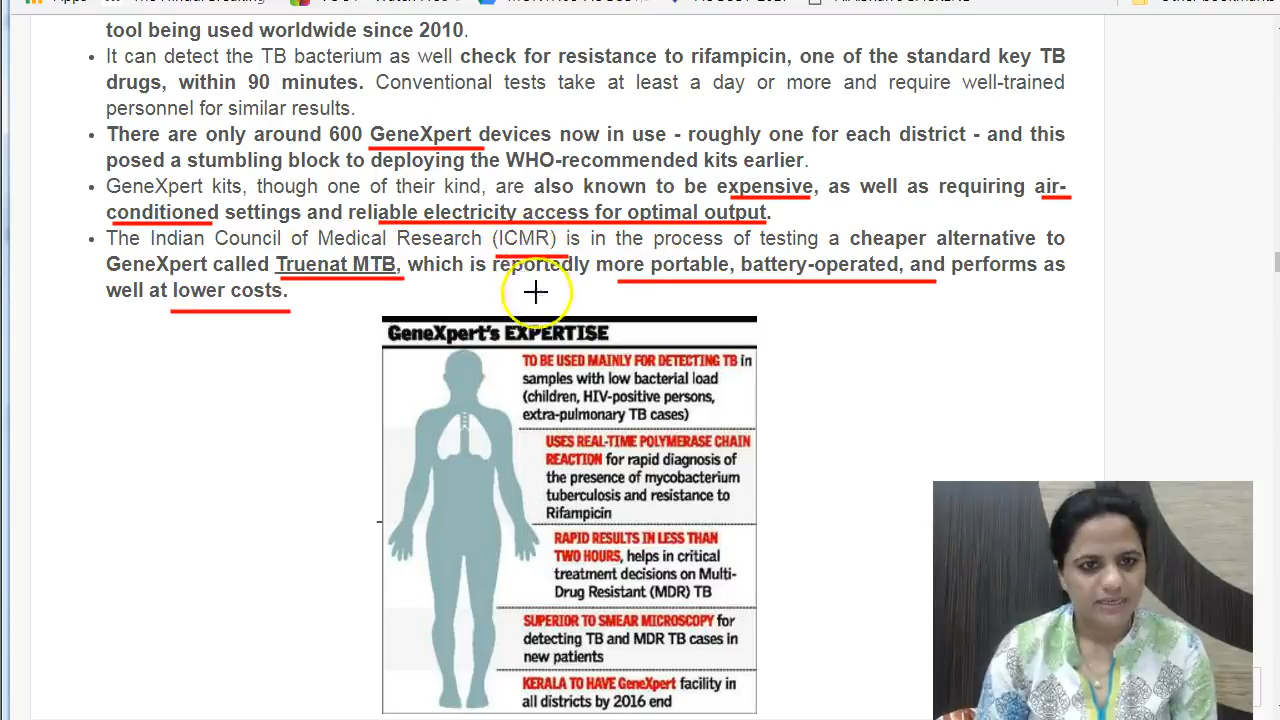 tool being used worldwide since 2010.
• It can detect the TB bacterium as well check for resistance to rifampicin, one of the standard key TB
drugs, within 90 minutes. Conventional tests take at least a day or more and require well-trained
personnel for similar results.
• There are only around 600 GeneXpert devices now in use - roughly one for each district - and this
posed a stumbling block to deploying the WHO-recommended kits earlier.
• GeneXpert kits, though one of their kind, are also known to be expensive, as well as requiring air-
conditioned settings and reliable electricity access for optimal output.
• The Indian Council of Medical Research (ICMR) is in the process of testing a cheaper alternative to
GeneXpert called Truenat MTB, which is reportedly more portable, battery-operated, and performs as
well at lower costs.
GeneXpert's EXPERTISE
TO BE USED MAINLY FOR DETECTING TB in
samples with low bacterial load
(children, HIV-positive persons,
extra-pulmonary TB cases)
USES REAL-TIME POLYMERASE CHAIN
REACTION for rapid diagnosis of
the presence of mycobacterium
tuberculosis and resistance to
Rifampicin
RAPID RESULTS IN LESS THAN
TWO HOURS, helps in critical
treatment decisions on Multi-
Drug Resistant (MDR) TB
SUPERIOR TO SMEAR MICROSCOPY for
detecting TB and MDR TB cases in
new patients
KERALA TO HAVE GeneXpert facility in
all districts by 2016 end